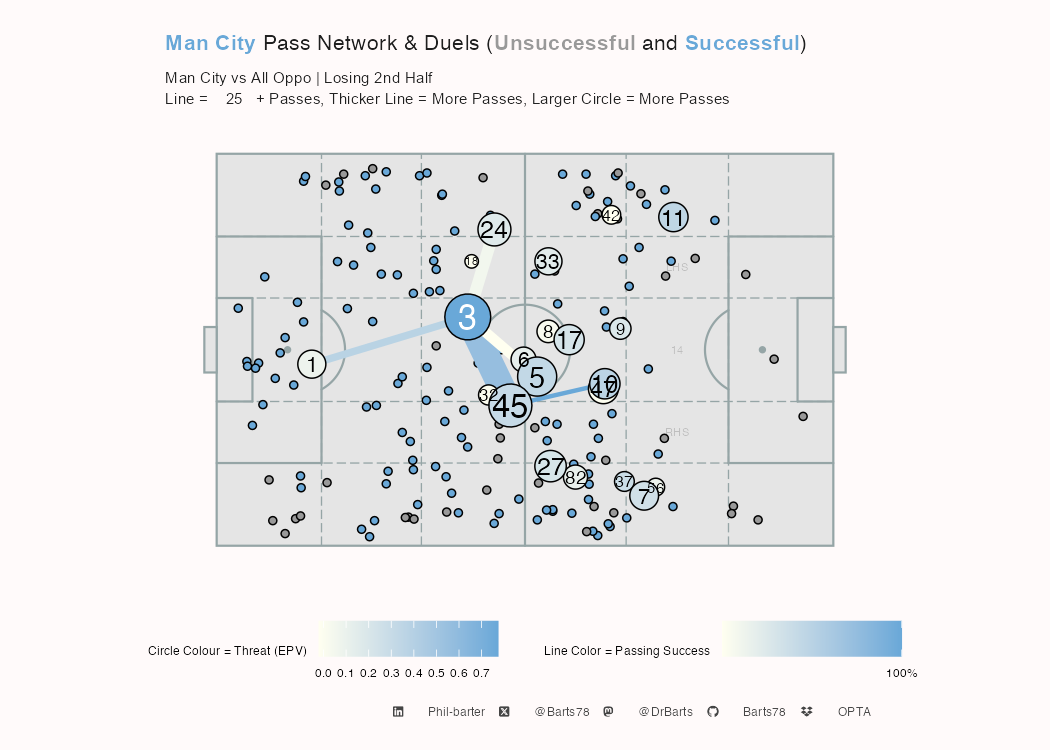 Man City Pass Network & Duels (Unsuccessful and Successful)
Man City vs All Oppo | Losing 2nd Half
Line = 25 + Passes, Thicker Line = More Passes, Larger Circle = More Passes
42
11
24
18
33
LHS
3
8
17
9
14
6
1
5
10
47
32
45
RHS
27
82
37
56
7
Circle Colour = Threat (EPV)
0.0 0.1 0.2 0.3 0.4 0.5 0.6 0.7
Line Color = Passing Success
100%
Phil-barter @Barts78 @DrBarts Barts78 OPTA